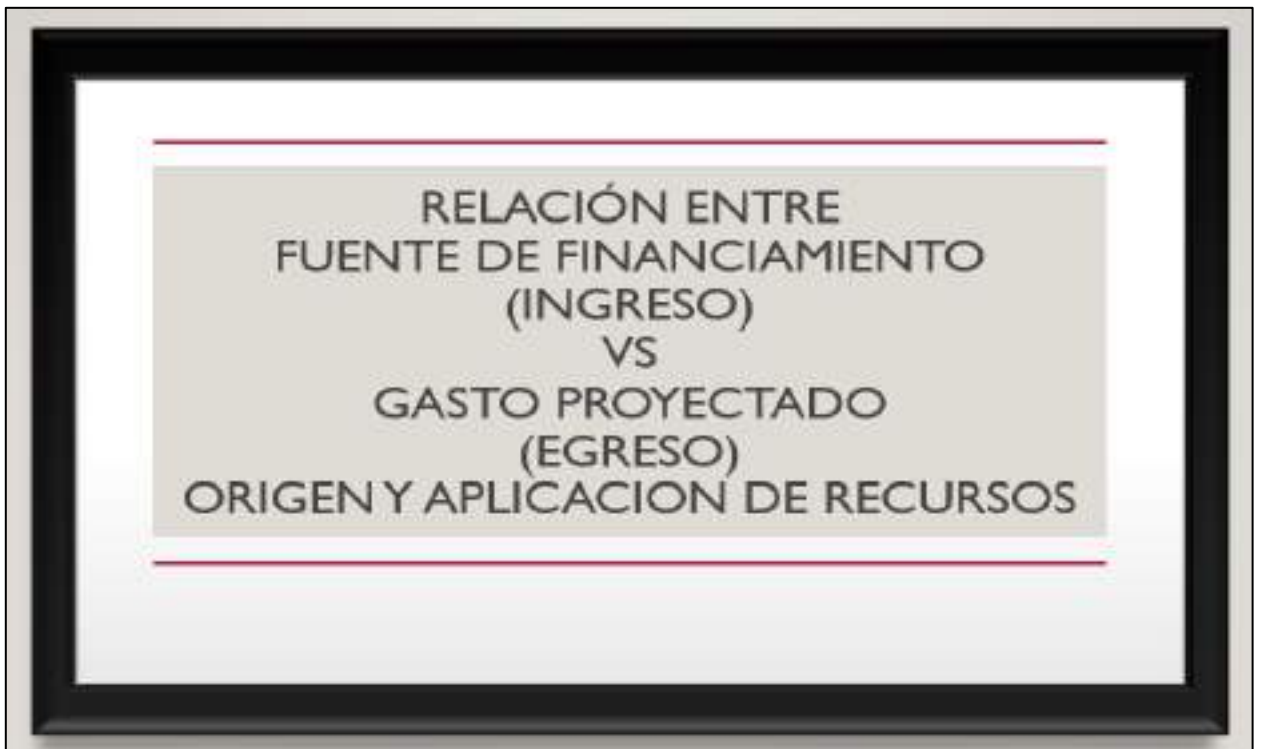 RELACIÓN ENTRE
FUENTE DE FINANCIAMIENTO
(INGRESO)
VS
GASTO PROYECTADO
(EGRESO)
ORIGEN Y APLICACION DE RECURSOS